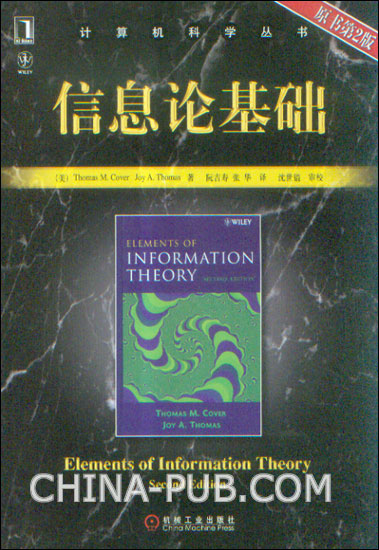 计算机科学丛书
原书第2版
WILEY
信息论基础
(美) Thomas M. Cover Joy A. Thomas 著 阮吉寿 张华 译 沈世镒 审校
WILEY
ELEMENTS OF
INFORMATION
THEORY
SECOND EDITION
THOMAS M. COVER
JOY A. THOMAS
Elements of Information Theory
Second Edition
CHINA-PUB.COM
机械工业出版社
China Machine Press